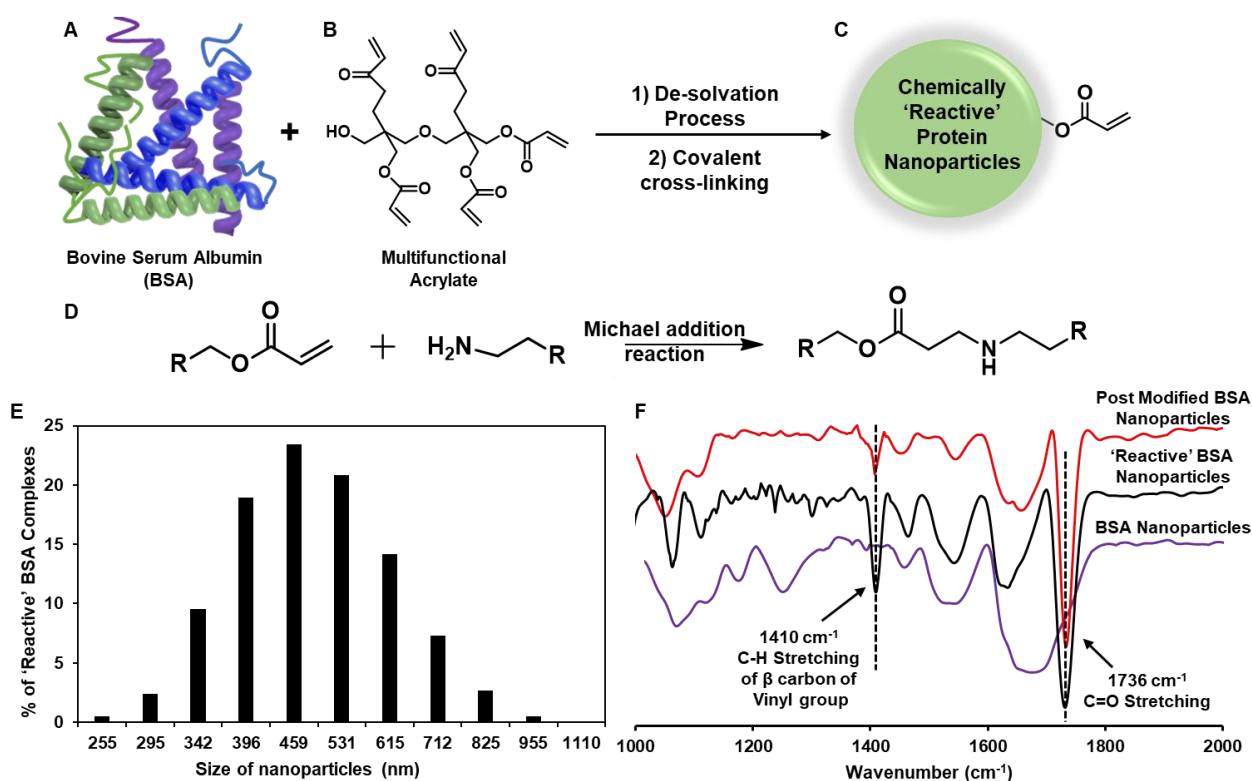 A
B
C
Bovine Serum Albumin
(BSA)
+
HO
O
O
O
O
O
O
O
O
O
Multifunctional
Acrylate
1) De-solvation
Process
2) Covalent
cross-linking
Chemically
‘Reactive’
Protein
Nanoparticles
O
O
D
R
O
O
+
H₂N
R
Michael addition
reaction
R
O
O
N
H
R
E
% of ‘Reactive’ BSA Complexes
25
20
15
10
5
0
255 295 342 396 459 531 615 712 825 955 1110
Size of nanoparticles (nm)
F
Post Modified BSA
Nanoparticles
‘Reactive’ BSA
Nanoparticles
BSA Nanoparticles
1410 cm⁻¹
C-H Stretching
of β carbon of
Vinyl group
1736 cm⁻¹
C=O Stretching
1000 1200 1400 1600 1800 2000
Wavenumber (cm⁻¹)